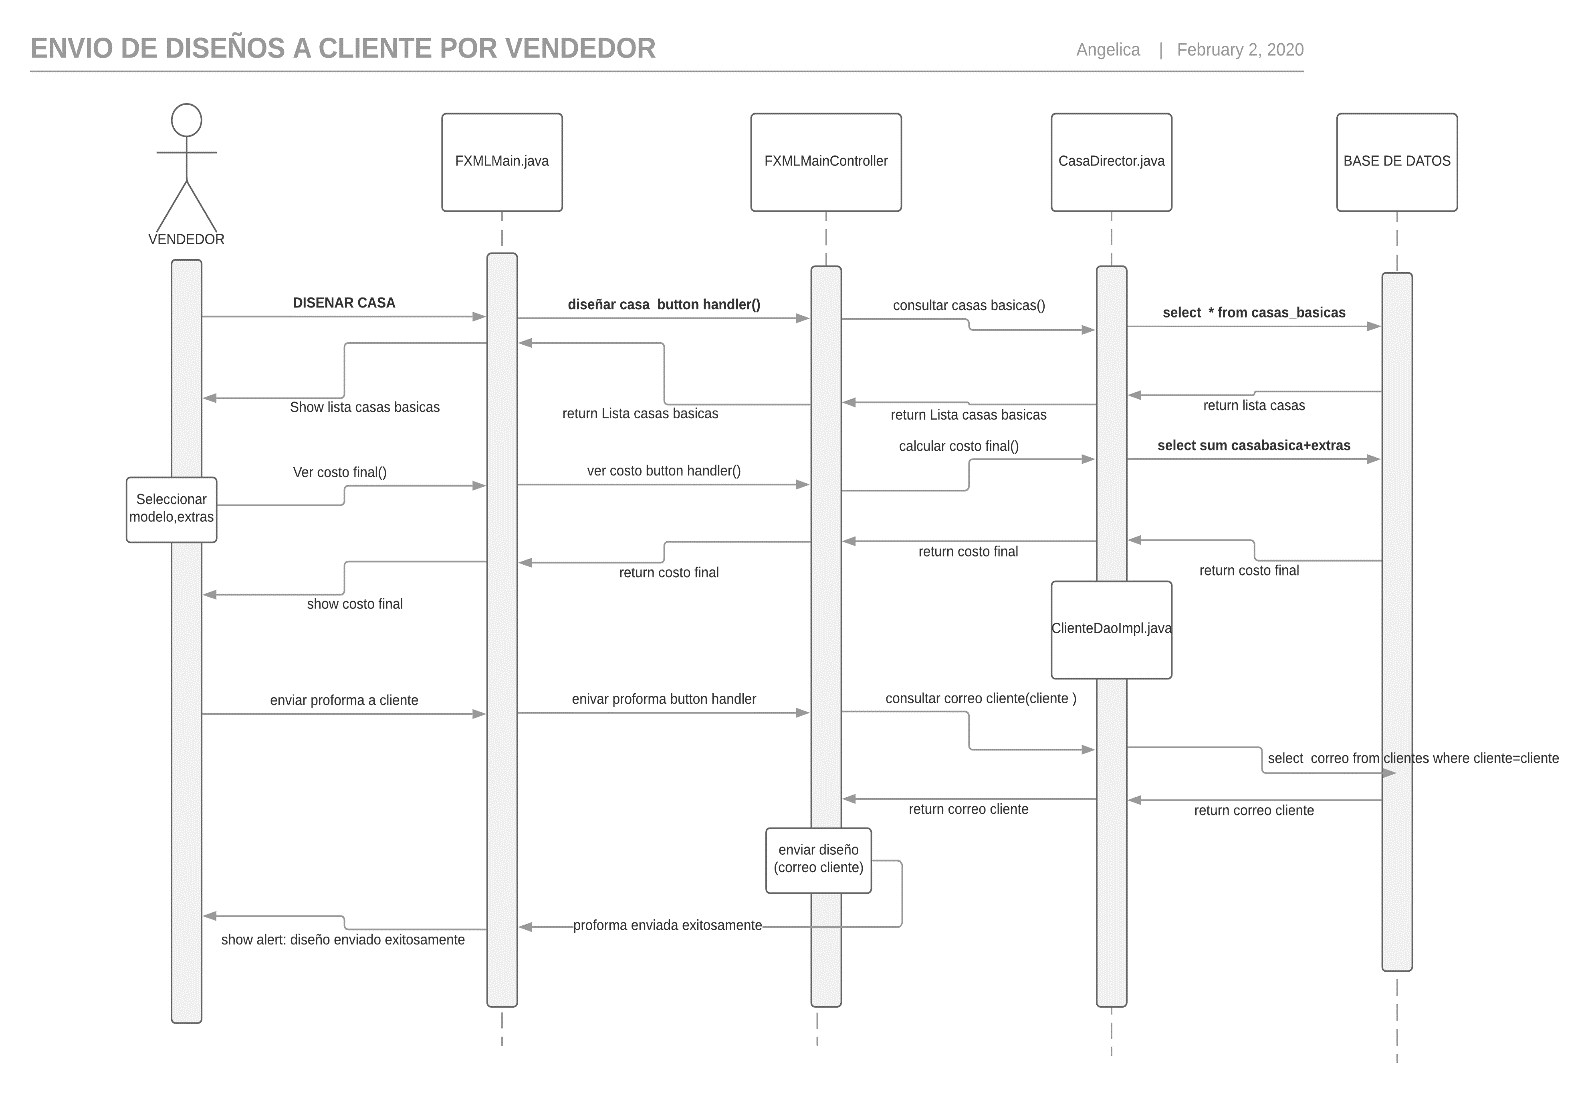 ENVIO DE DISEÑOS A CLIENTE POR VENDEDOR
Angelica | February 2, 2020
FXMLMain.java
FXMLMainController
CasaDirector.java
BASE DE DATOS
VENDEDOR
DISENAR CASA
diseñar casa button handler()
consultar casas basicas()
select * from casas_basicas
Show lista casas basicas
return Lista casas basicas
return Lista casas basicas
return lista casas
calcular costo final()
select sum casabasica+extras
Ver costo final()
ver costo button handler()
Seleccionar
modelo,extras
return costo final
return costo final
return costo final
show costo final
ClienteDaoImpl.java
enviar proforma a cliente
enivar proforma button handler
consultar correo cliente(cliente )
select correo from clientes where cliente=cliente
return correo cliente
return correo cliente
enviar diseño
(correo cliente)
proforma enviada exitosamente
show alert: diseño enviado exitosamente